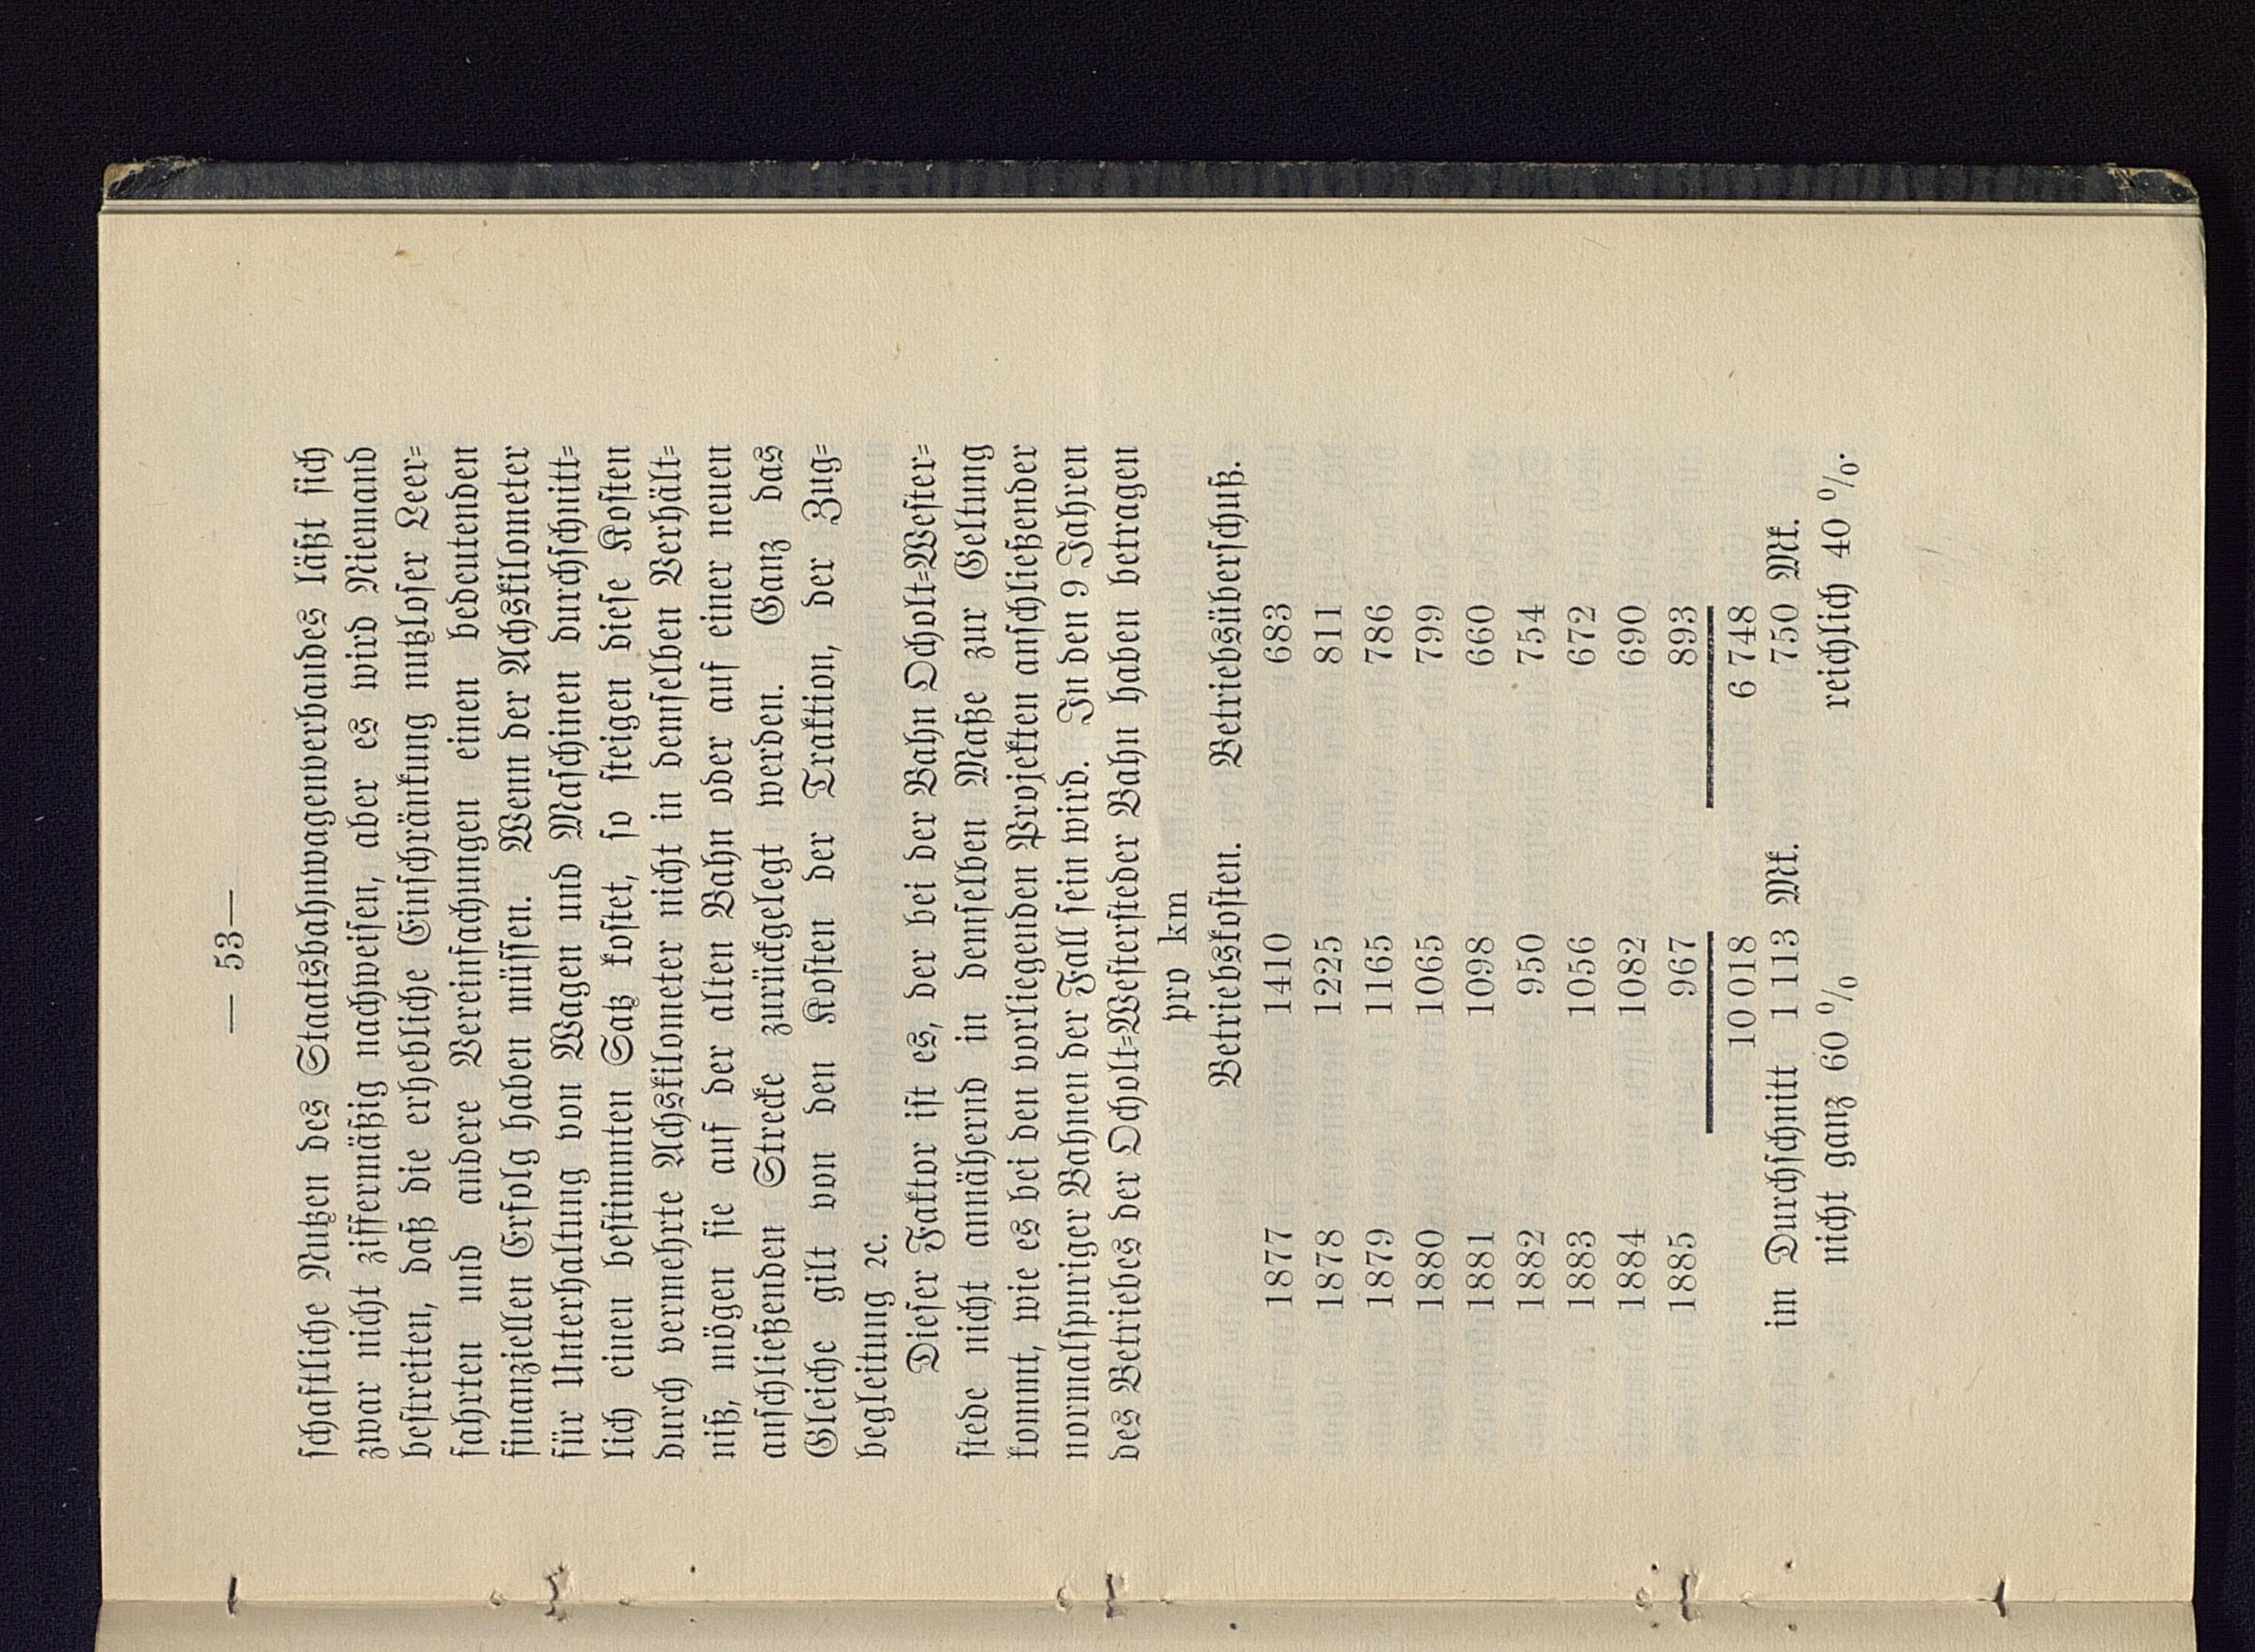 — 53 —
schaftliche Nutzen des Staatsbahnwagenverbandes läßt sich
zwar nicht ziffermäßig nachweisen, aber es wird Niemand
bestreiten, daß die erhebliche Einschränkung nutzloser Leer=
fahrten und andere Vereinfachungen einen bedeutenden
finanziellen Erfolg haben müssen. Wenn der Achskilometer
für Unterhaltung von Wagen und Maschinen durchschnitt=
lich einen bestimmten Satz kostet, so steigen diese Kosten
durch vermehrte Achskilometer nicht in demselben Verhält=
niß, mögen sie auf der alten Bahn oder auf einer neuen
anschließenden Strecke zurückgelegt werden. Ganz das
Gleiche gilt von den Kosten der Traktion, der Zug=
begleitung ꝛc.
Dieser Faktor ist es, der bei der Bahn Ocholt=Wester=
stede nicht annähernd in demselben Maße zur Geltung
kommt, wie es bei den vorliegenden Projekten anschließender
normalspuriger Bahnen der Fall sein wird. In den 9 Jahren
des Betriebes der Ocholt=Westersteder Bahn haben betragen
pro km
Betriebskosten. Betriebsüberschuß.
1877 1410 683
1878 1225 811
1879 1165 786
1880 1065 799
1881 1098 660
1882 950 754
1883 1056 672
1884 1082 690
1885 967 893
10 018 6 748
im Durchschnitt 1 113 Mk. 750 Mk.
nicht ganz 60 % reichlich 40 %.